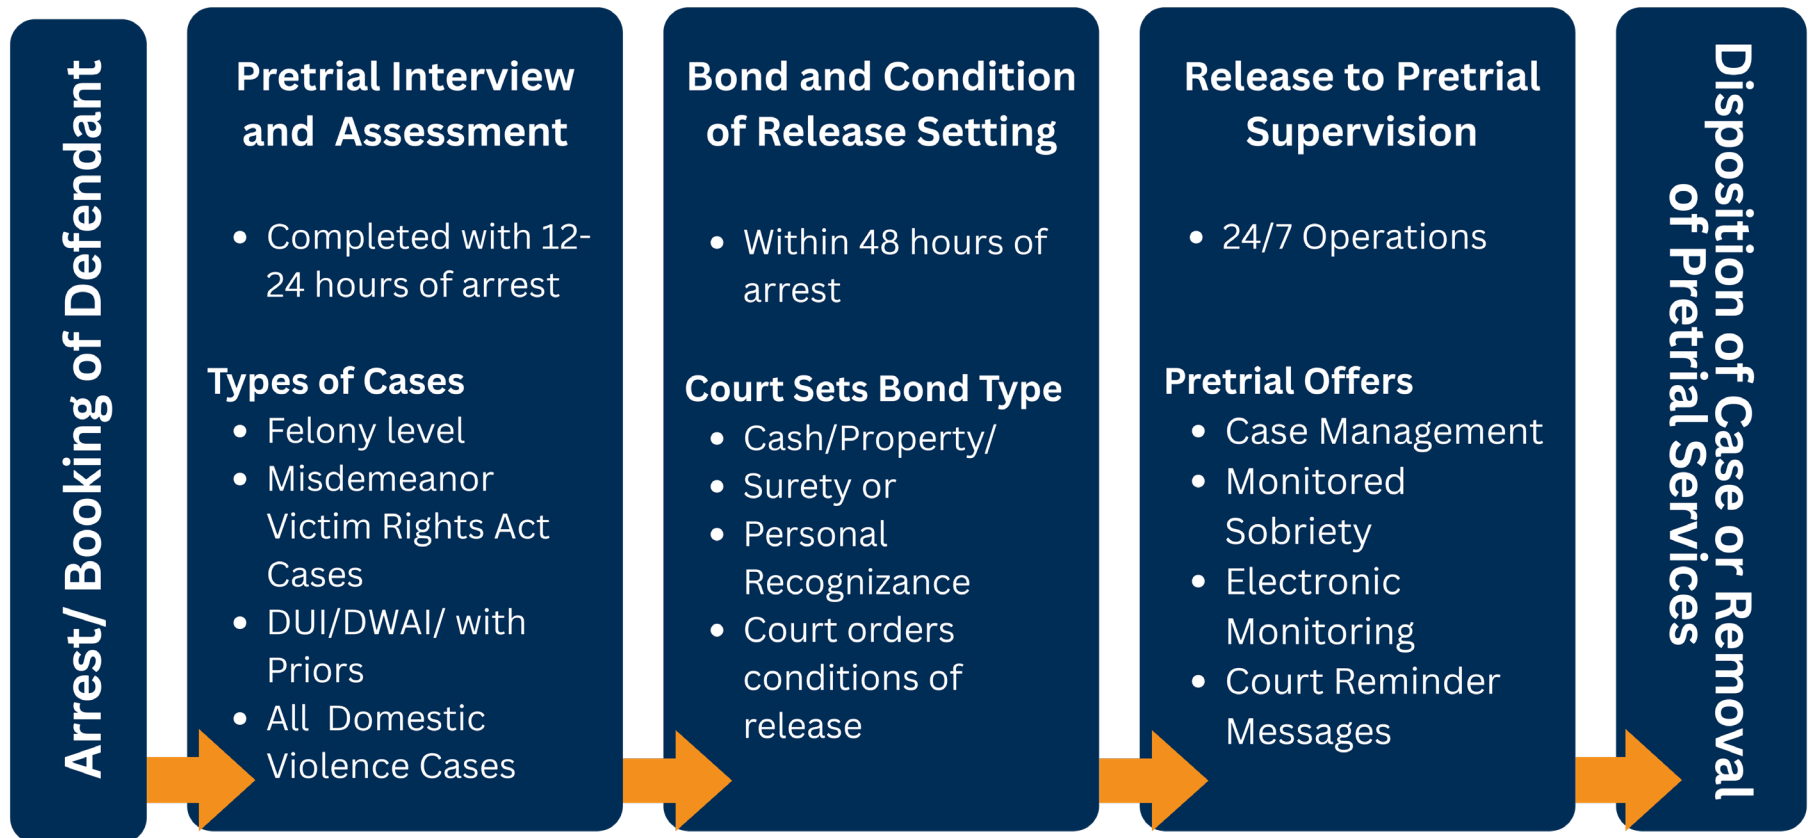 Arrest/ Booking of Defendant
Pretrial Interview
and  Assessment
• Completed with 12-
24 hours of arrest
Types of Cases
• Felony level
• Misdemeanor
Victim Rights Act
Cases
• DUI/DWAI/ with
Priors
• All  Domestic
Violence Cases
Bond and Condition
of Release Setting
• Within 48 hours of
arrest
Court Sets Bond Type
• Cash/Property/
• Surety or
• Personal
Recognizance
• Court orders
conditions of
release
Release to Pretrial
Supervision
• 24/7 Operations
Pretrial Offers
• Case Management
• Monitored
Sobriety
• Electronic
Monitoring
• Court Reminder
Messages
Disposition of Case or Removal
of Pretrial Services